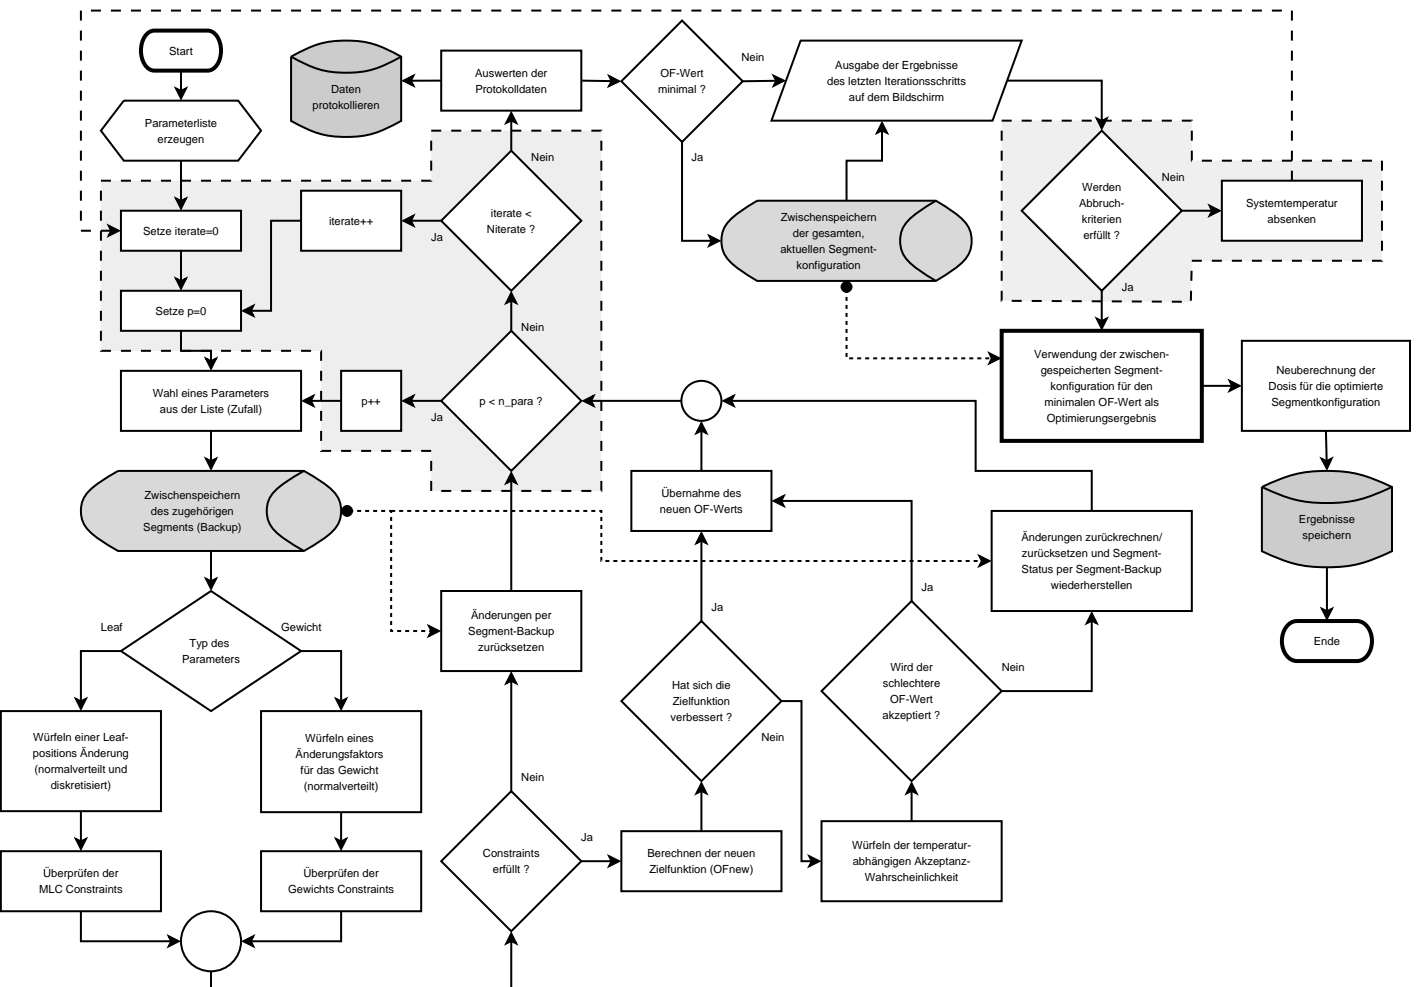 Start
Parameterliste
erzeugen
Setze iterate=0
Setze p=0
Wahl eines Parameters
aus der Liste (Zufall)
Zwischenspeichern
des zugehörigen
Segments (Backup)
Typ des
Parameters
Leaf
Gewicht
Würfeln einer Leaf-
positions Änderung
(normalverteilt und
diskretisiert)
Würfeln eines
Änderungsfaktors
für das Gewicht
(normalverteilt)
Überprüfen der
MLC Constraints
Überprüfen der
Gewichts Constraints
Daten
protokollieren
Auswerten der
Protokolldaten
Nein
iterate <
Niterate ?
Ja
iterate++
Nein
p < n_para ?
Ja
p++
Änderungen per
Segment-Backup
zurücksetzen
Nein
Constraints
erfüllt ?
Ja
Berechnen der neuen
Zielfunktion (OFnew)
Hat sich die
Zielfunktion
verbessert ?
Ja
Nein
Übernahme des
neuen OF-Werts
Würfeln der temperatur-
abhängigen Akzeptanz-
Wahrscheinlichkeit
Wird der
schlechtere
OF-Wert
akzeptiert ?
Ja
Nein
Änderungen zurückrechnen/
zurücksetzen und Segment-
Status per Segment-Backup
wiederherstellen
OF-Wert
minimal ?
Nein
Ja
Ausgabe der Ergebnisse
des letzten Iterationsschritts
auf dem Bildschirm
Zwischenspeichern
der gesamten,
aktuellen Segment-
konfiguration
Werden
Abbruch-
kriterien
erfüllt ?
Nein
Ja
Systemtemperatur
absenken
Verwendung der zwischen-
gespeicherten Segment-
konfiguration für den
minimalen OF-Wert als
Optimierungsergebnis
Neuberechnung der
Dosis für die optimierte
Segmentkonfiguration
Ergebnisse
speichern
Ende